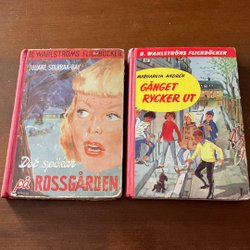 B. WAHLSTRÖMS FLICKBÖCKER
Det spökar
på ROSSGÅRDEN
B. WAHLSTRÖMS FLICKBÖCKER
MARGARETA ANDRÉN
GÄNGET
RYCKER UT